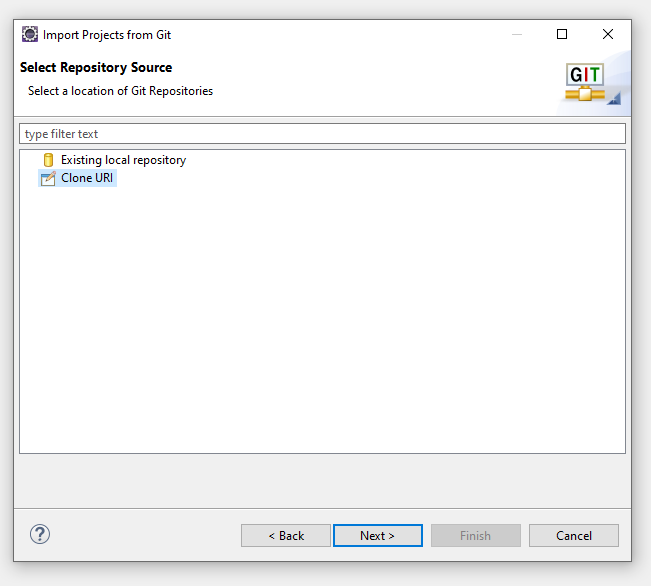 Import Projects from Git
Select Repository Source
Select a location of Git Repositories
GIT
type filter text
Existing local repository
Clone URI
?
< Back
Next >
Finish
Cancel